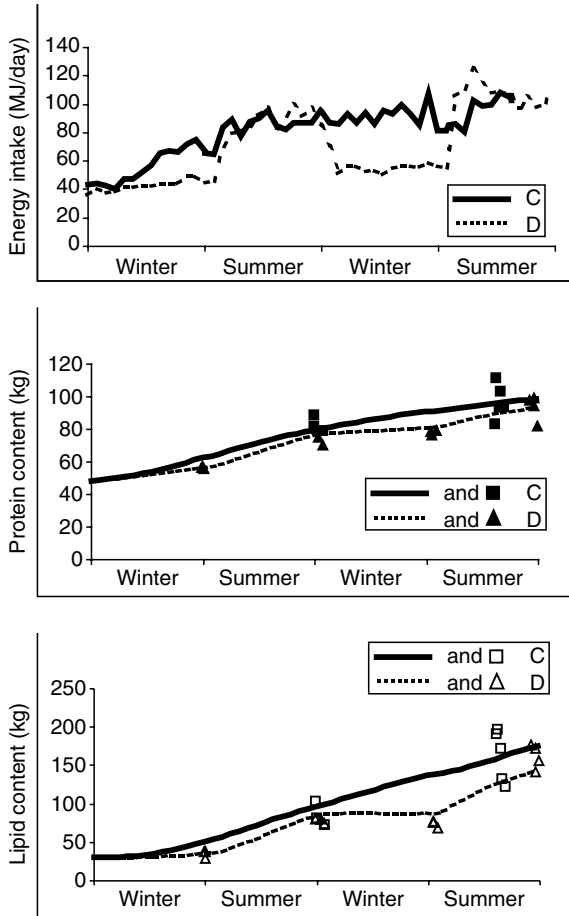 Energy intake (MJ/day)
140
120
100
80
60
40
20
0
Winter Summer Winter Summer
C
D
Protein content (kg)
120
100
80
60
40
20
0
and C
and D
Winter Summer Winter Summer
and C
and D
Lipid content (kg)
250
200
150
100
50
0
Winter Summer Winter Summer